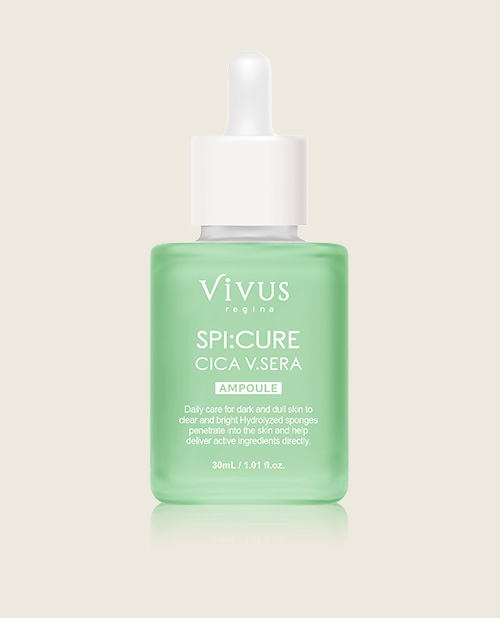 Vivus
regina
SPI:CURE
CICA V.SERA
AMPOULE
Daily care for dark and dull skin to
clear and bright Hydrolyzed sponges
penetrate into the skin and help
deliver active ingredients directly.
30mL / 1.01 fl.oz.